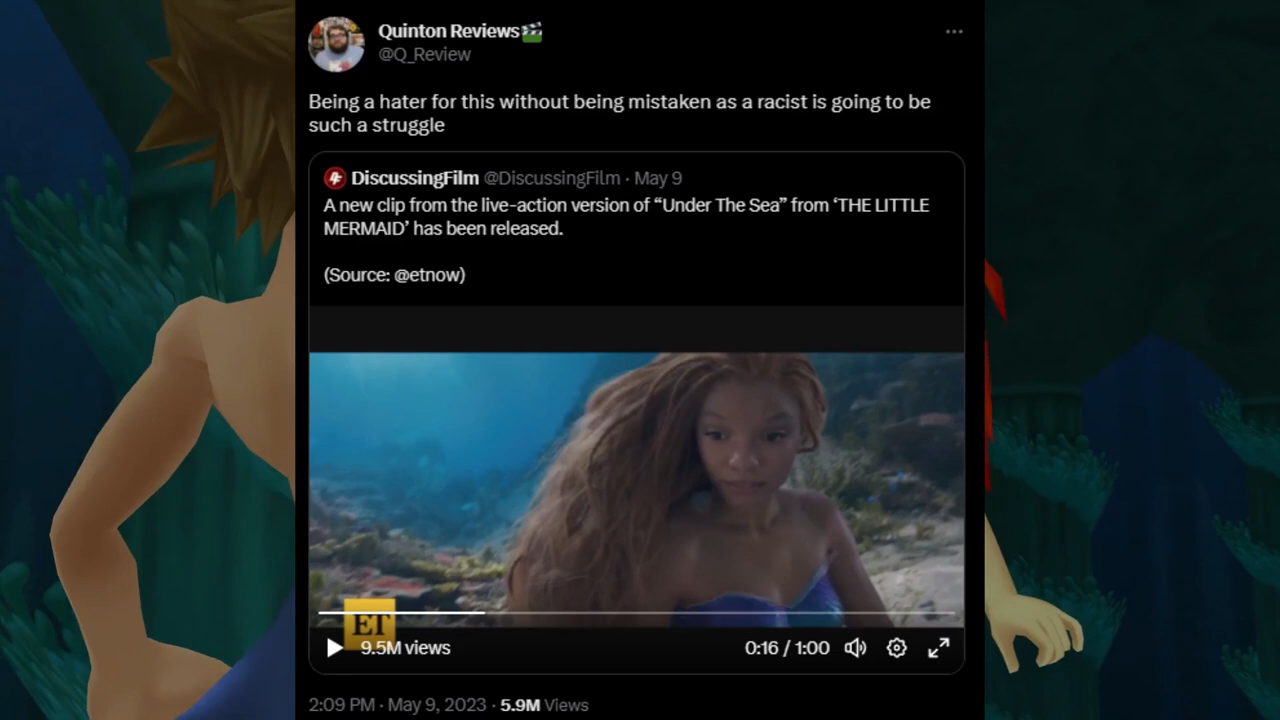 Quinton Reviews🎬
@Q_Review
Being a hater for this without being mistaken as a racist is going to be
such a struggle
DiscussingFilm @DiscussingFilm · May 9
A new clip from the live-action version of “Under The Sea” from ‘THE LITTLE
MERMAID’ has been released.
(Source: @etnow)
ET
9.5M views
0:16 / 1:00
2:09 PM · May 9, 2023 · 5.9M Views